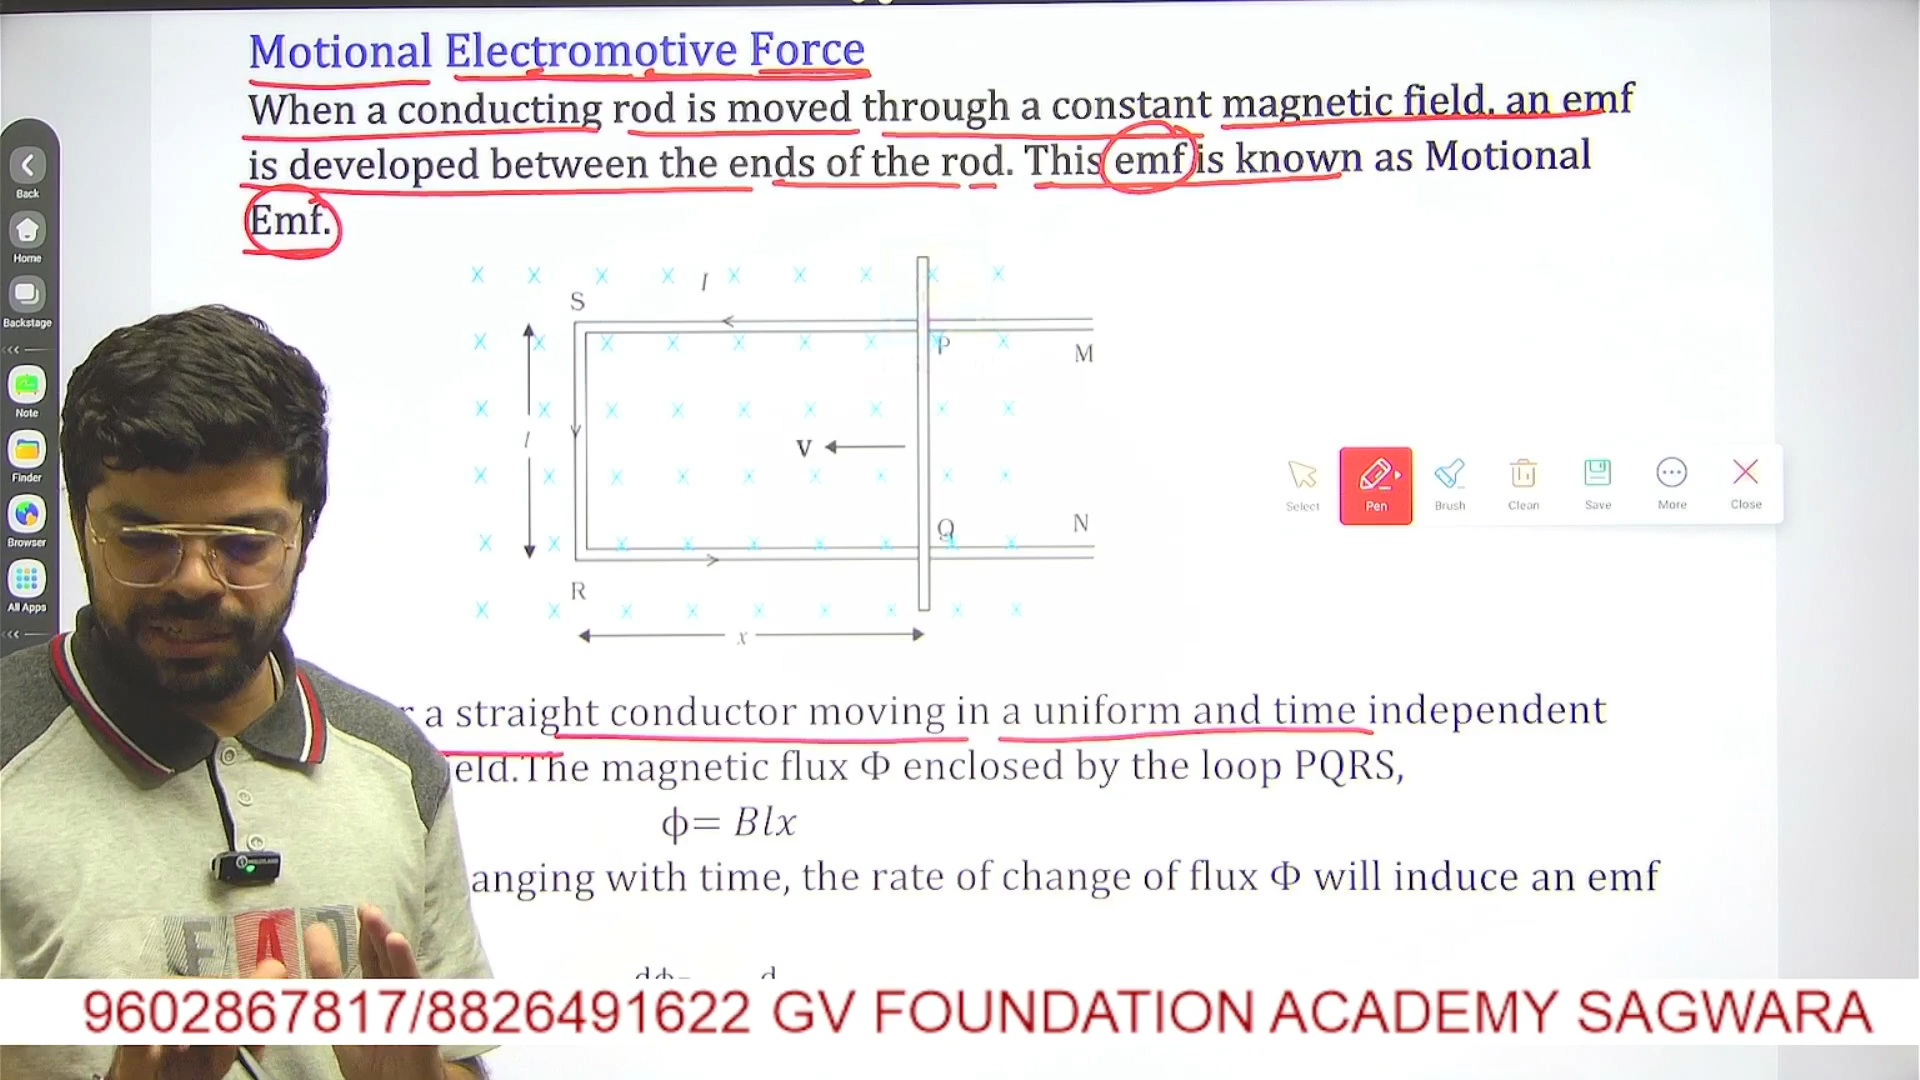 Motional Electromotive Force
When a conducting rod is moved through a constant magnetic field. an emf
is developed between the ends of the rod. This emf is known as Motional
Emf.
Back
Home
Backstage
Note
Finder
Browser
All Apps
I
S
P
M
l
v
Q
N
R
x
Select
Pen
Brush
Clean
Save
More
Close
a straight conductor moving in a uniform and time independent
eld.The magnetic flux Φ enclosed by the loop PQRS,
ϕ= Blx
anging with time, the rate of change of flux Φ will induce an emf
EAD
9602867817/8826491622 GV FOUNDATION ACADEMY SAGWARA